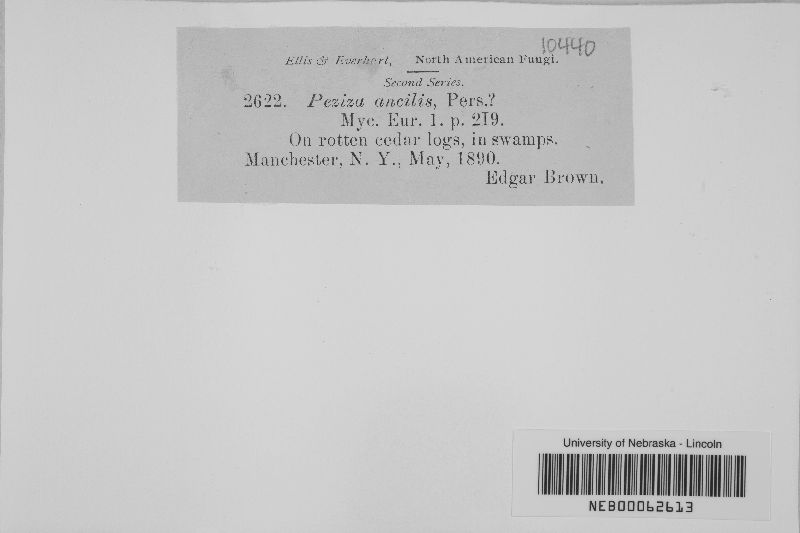 10440
Ellis & Everhart, North American Fungi.
Second Series.
2622. Peziza ancilis, Pers.?
Myc. Eur. 1. p. 219.
On rotten cedar logs, in swamps.
Manchester, N. Y., May, 1890.
Edgar Brown.
University of Nebraska - Lincoln
NEB00062613